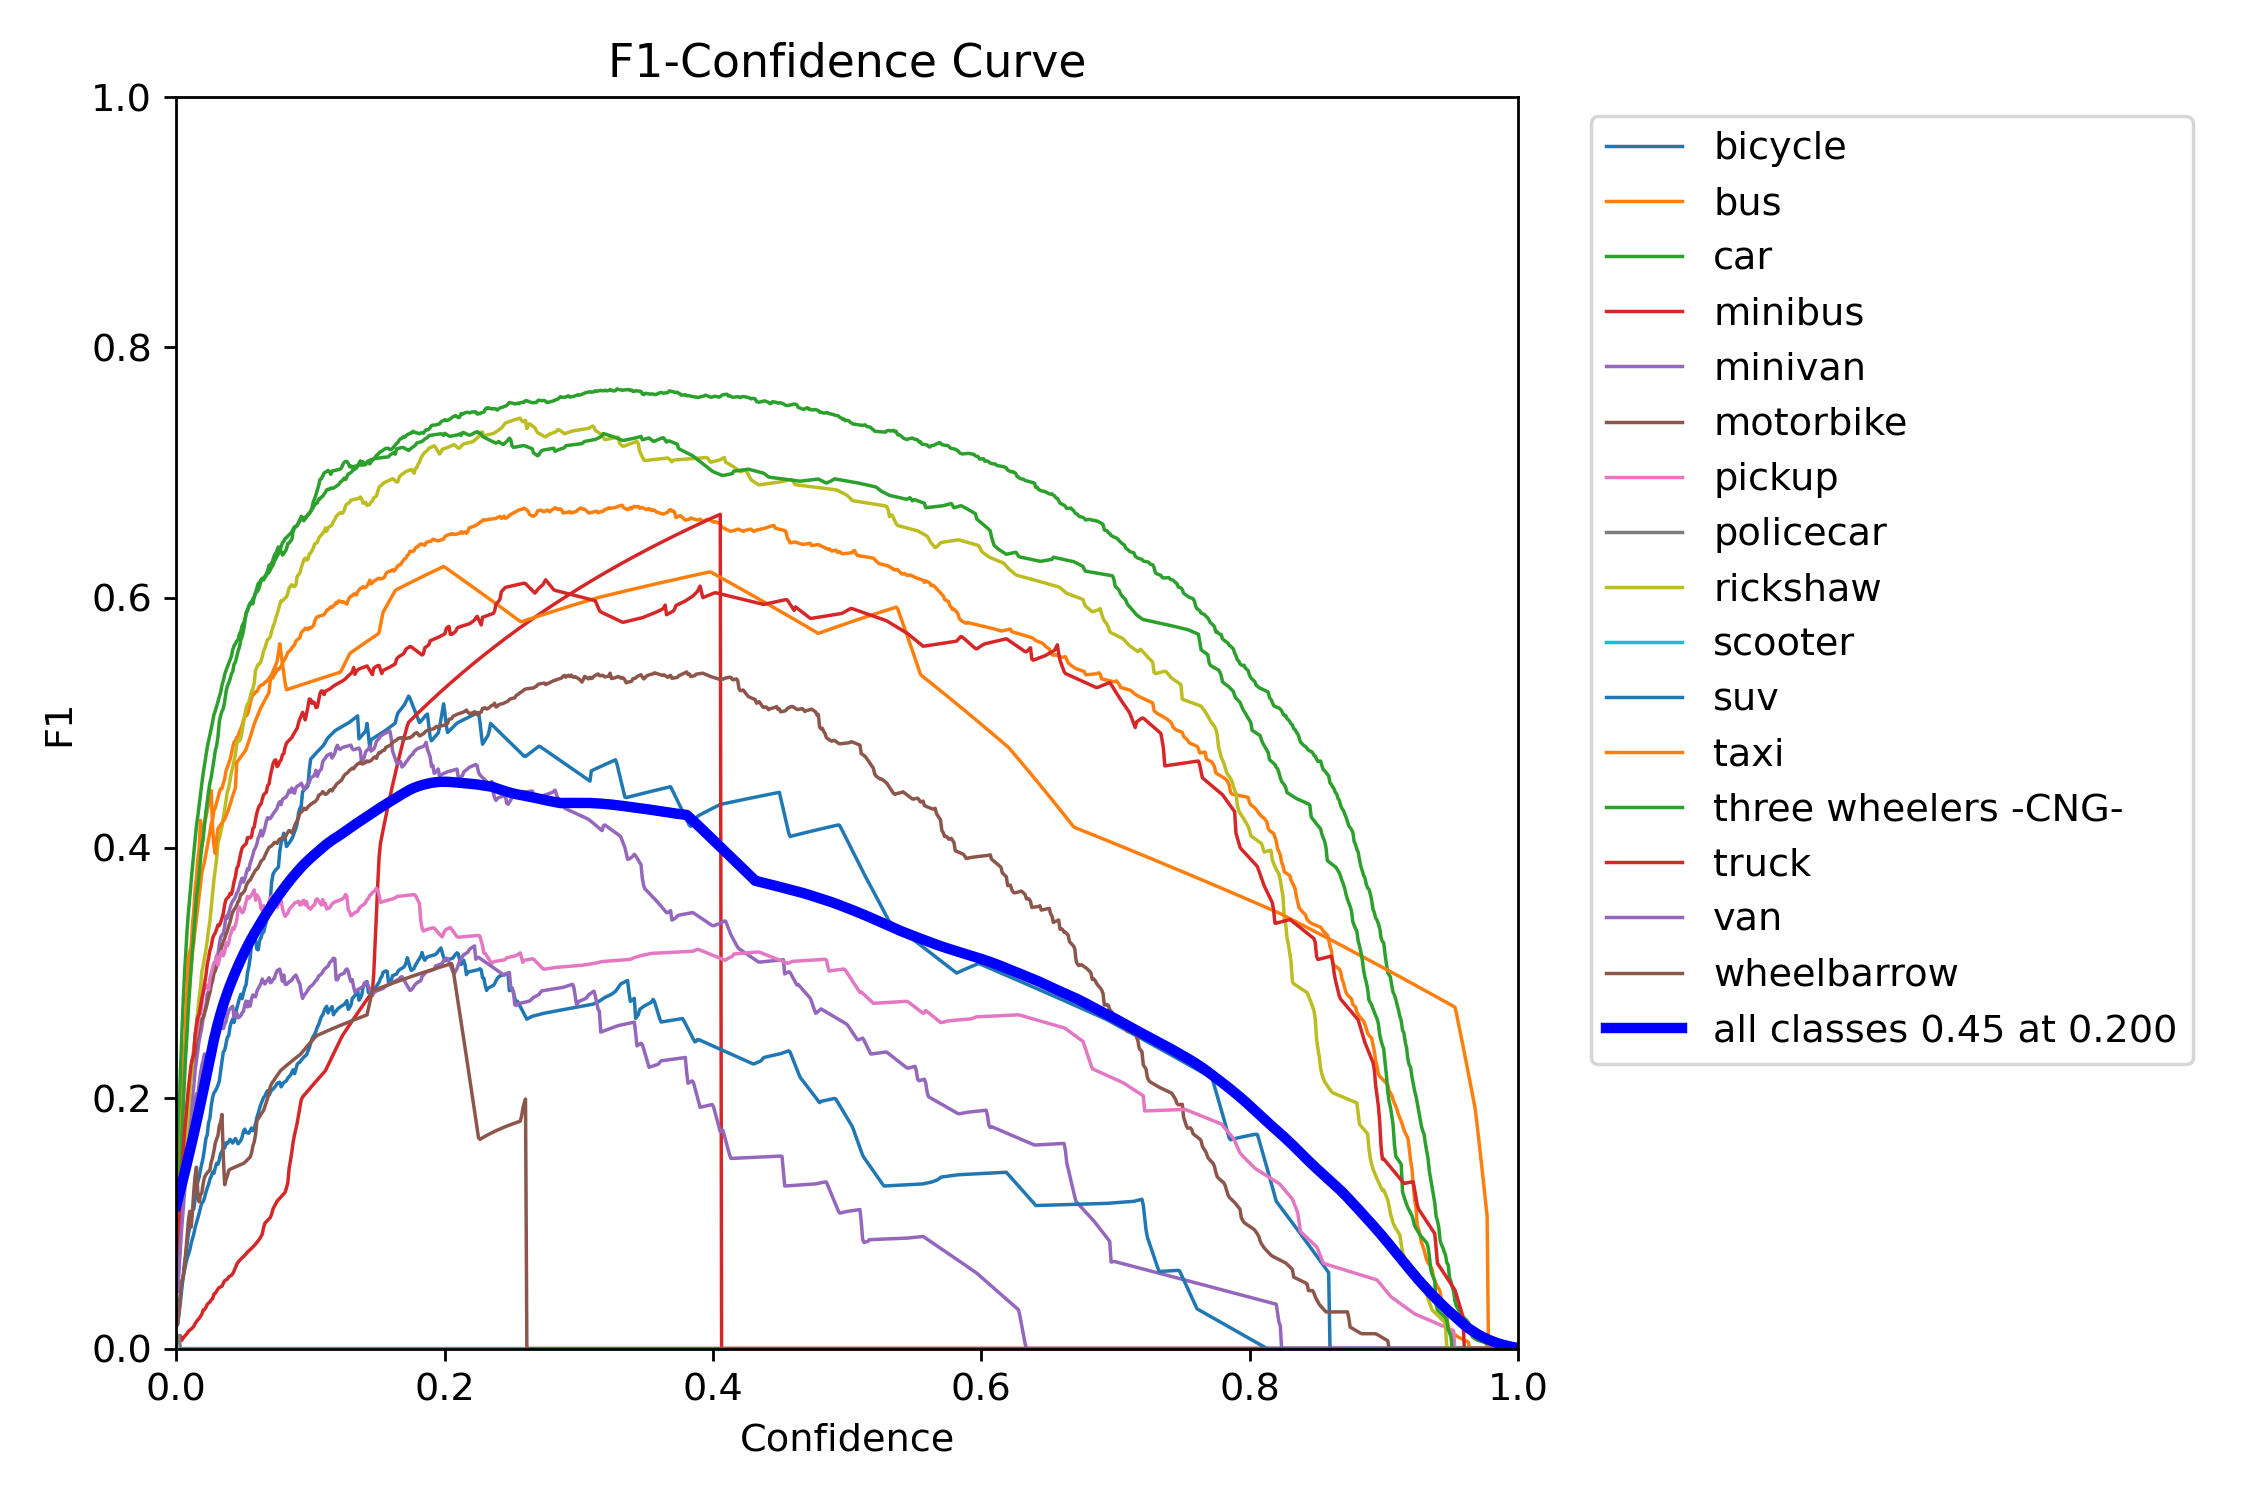 F1-Confidence Curve
1.0
0.8
0.6
0.4
0.2
0.0
F1
0.0 0.2 0.4 0.6 0.8 1.0
Confidence
bicycle
bus
car
minibus
minivan
motorbike
pickup
policecar
rickshaw
scooter
suv
taxi
three wheelers -CNG-
truck
van
wheelbarrow
all classes 0.45 at 0.200